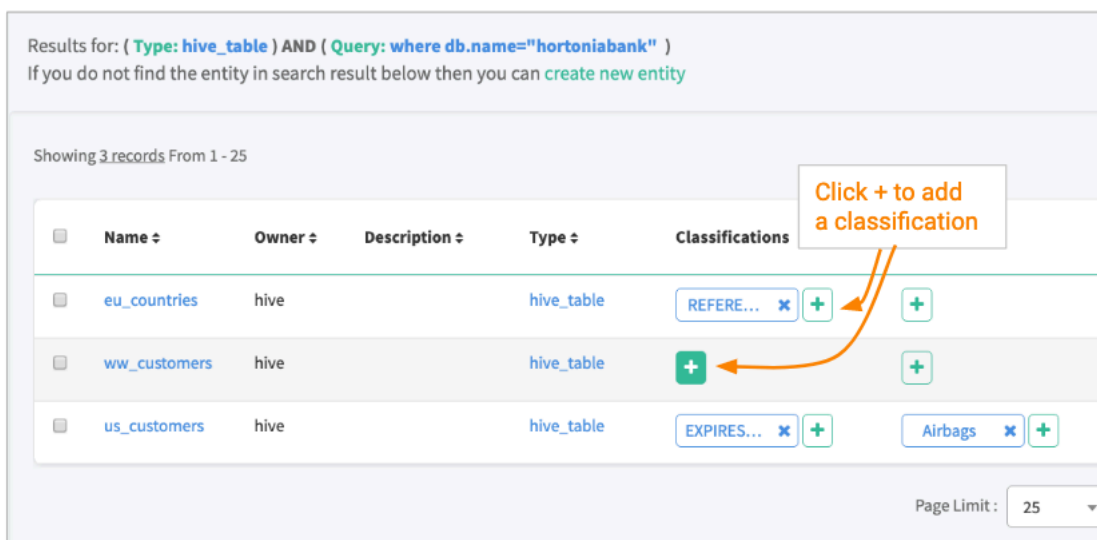 Results for: ( Type: hive_table ) AND ( Query: where db.name="hortoniabank" )
If you do not find the entity in search result below then you can create new entity
Showing 3 records From 1 - 25
Click + to add
a classification
Name Owner Description Type Classifications
eu_countries hive hive_table REFERE... × + +
ww_customers hive hive_table + +
us_customers hive hive_table EXPIRES... × + Airbags × +
Page Limit : 25